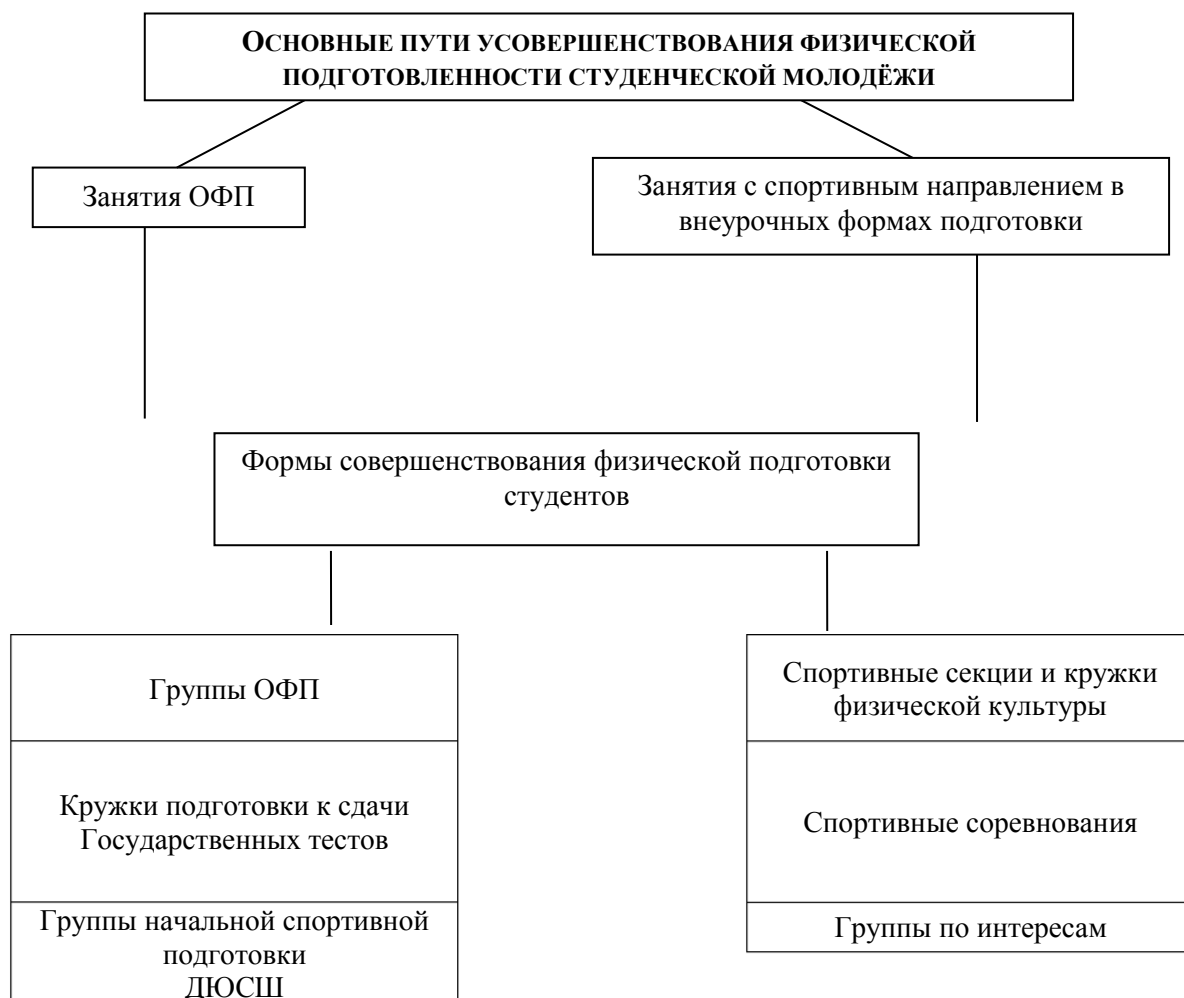 ОСНОВНЫЕ ПУТИ УСОВЕРШЕНСТВОВАНИЯ ФИЗИЧЕСКОЙ
ПОДГОТОВЛЕННОСТИ СТУДЕНЧЕСКОЙ МОЛОДЁЖИ
Занятия ОФП
Занятия с спортивным направлением в
внеурочных формах подготовки
Формы совершенствования физической подготовки
студентов
Группы ОФП
Кружки подготовки к сдачи
Государственных тестов
Группы начальной спортивной
подготовки
ДЮСШ
Спортивные секции и кружки
физической культуры
Спортивные соревнования
Группы по интересам